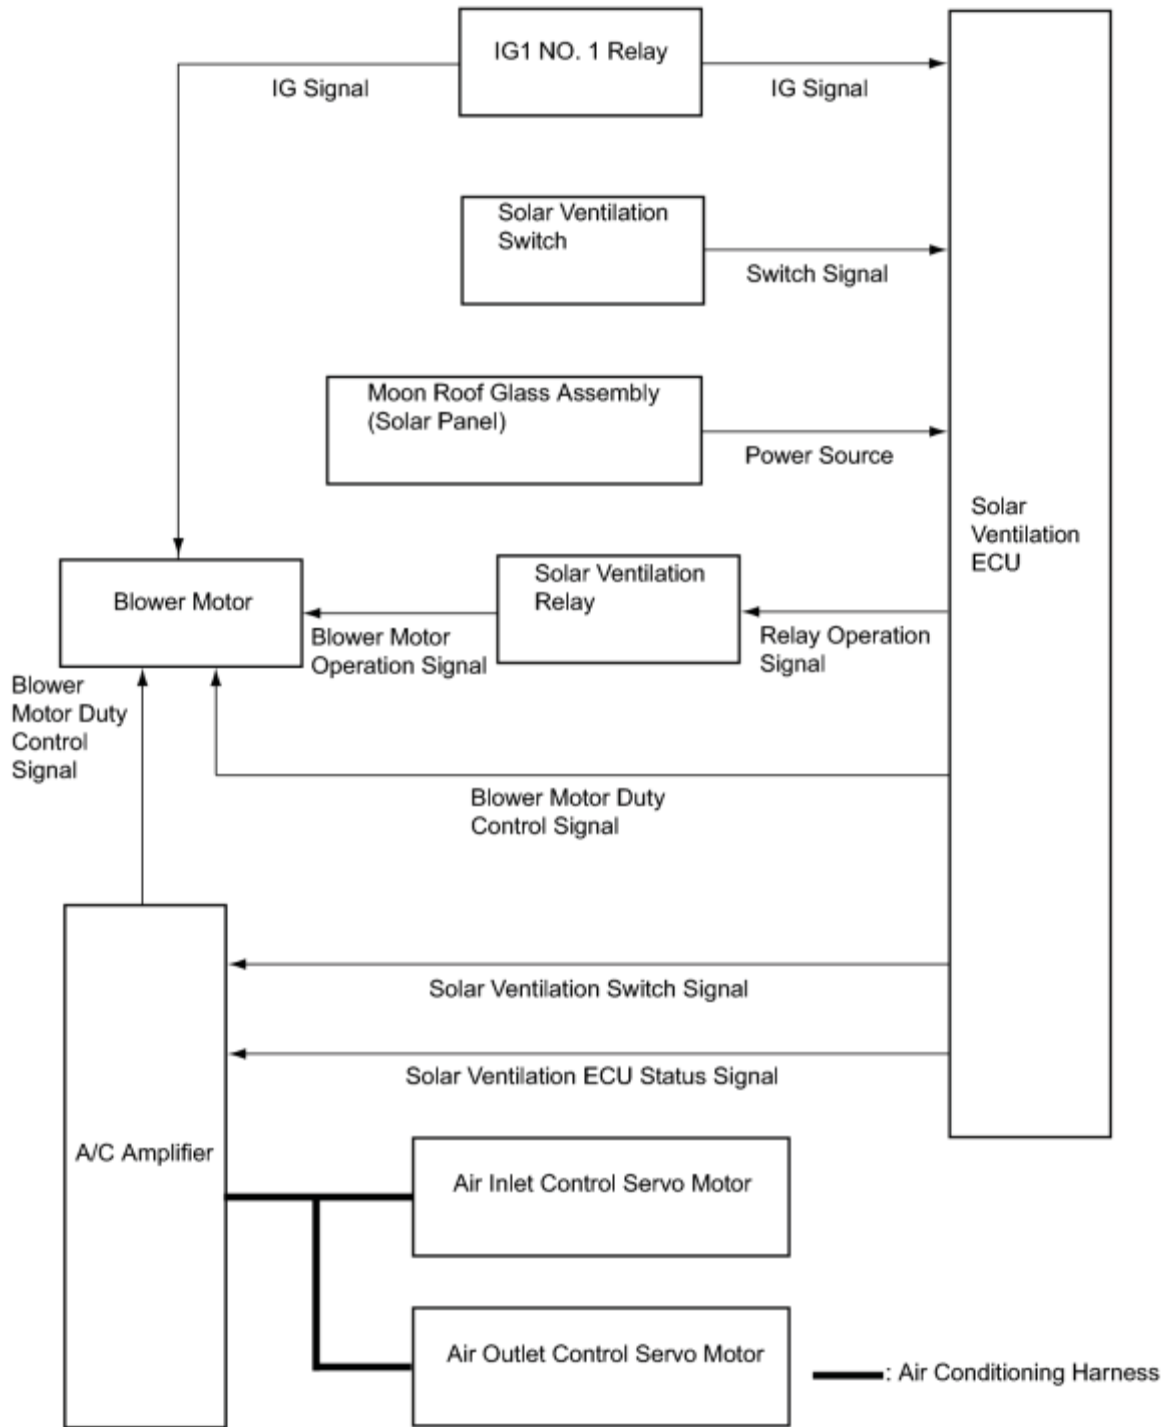 IG1 NO. 1 Relay
IG Signal
IG Signal
Solar Ventilation
Switch
Switch Signal
Moon Roof Glass Assembly
(Solar Panel)
Power Source
Solar
Ventilation
ECU
Blower Motor
Solar Ventilation
Relay
Blower Motor
Operation Signal
Relay Operation
Signal
Blower
Motor Duty
Control
Signal
Blower Motor Duty
Control Signal
Solar Ventilation Switch Signal
Solar Ventilation ECU Status Signal
A/C Amplifier
Air Inlet Control Servo Motor
Air Outlet Control Servo Motor
: Air Conditioning Harness